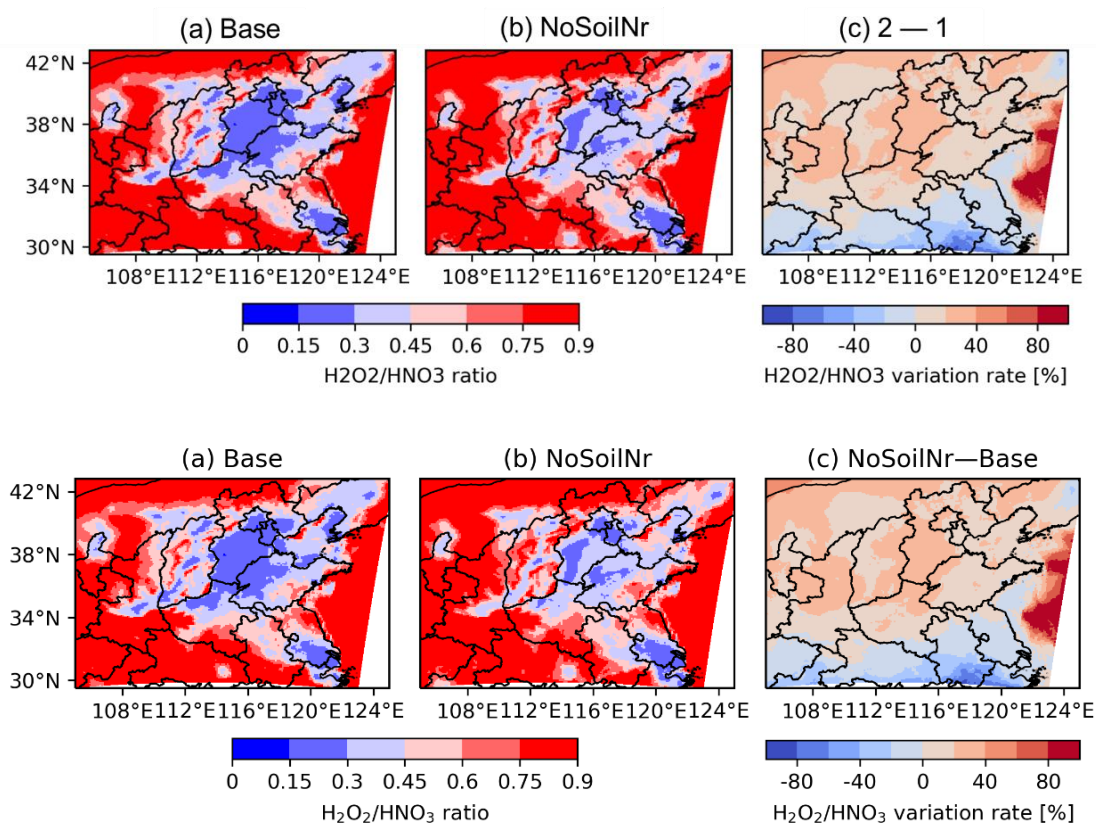 (a) Base
(b) NoSoilNr
(c) 2 — 1
42°N
38°N
34°N
30°N
108°E112°E116°E120°E124°E
108°E112°E116°E120°E124°E
108°E112°E116°E120°E124°E
0 0.15 0.3 0.45 0.6 0.75 0.9
-80 -40 0 40 80
H2O2/HNO3 ratio
H2O2/HNO3 variation rate [%]
(a) Base
(b) NoSoilNr
(c) NoSoilNr—Base
42°N
38°N
34°N
30°N
108°E112°E116°E120°E124°E
108°E112°E116°E120°E124°E
108°E112°E116°E120°E124°E
0 0.15 0.3 0.45 0.6 0.75 0.9
-80 -40 0 40 80
H₂O₂/HNO₃ ratio
H₂O₂/HNO₃ variation rate [%]